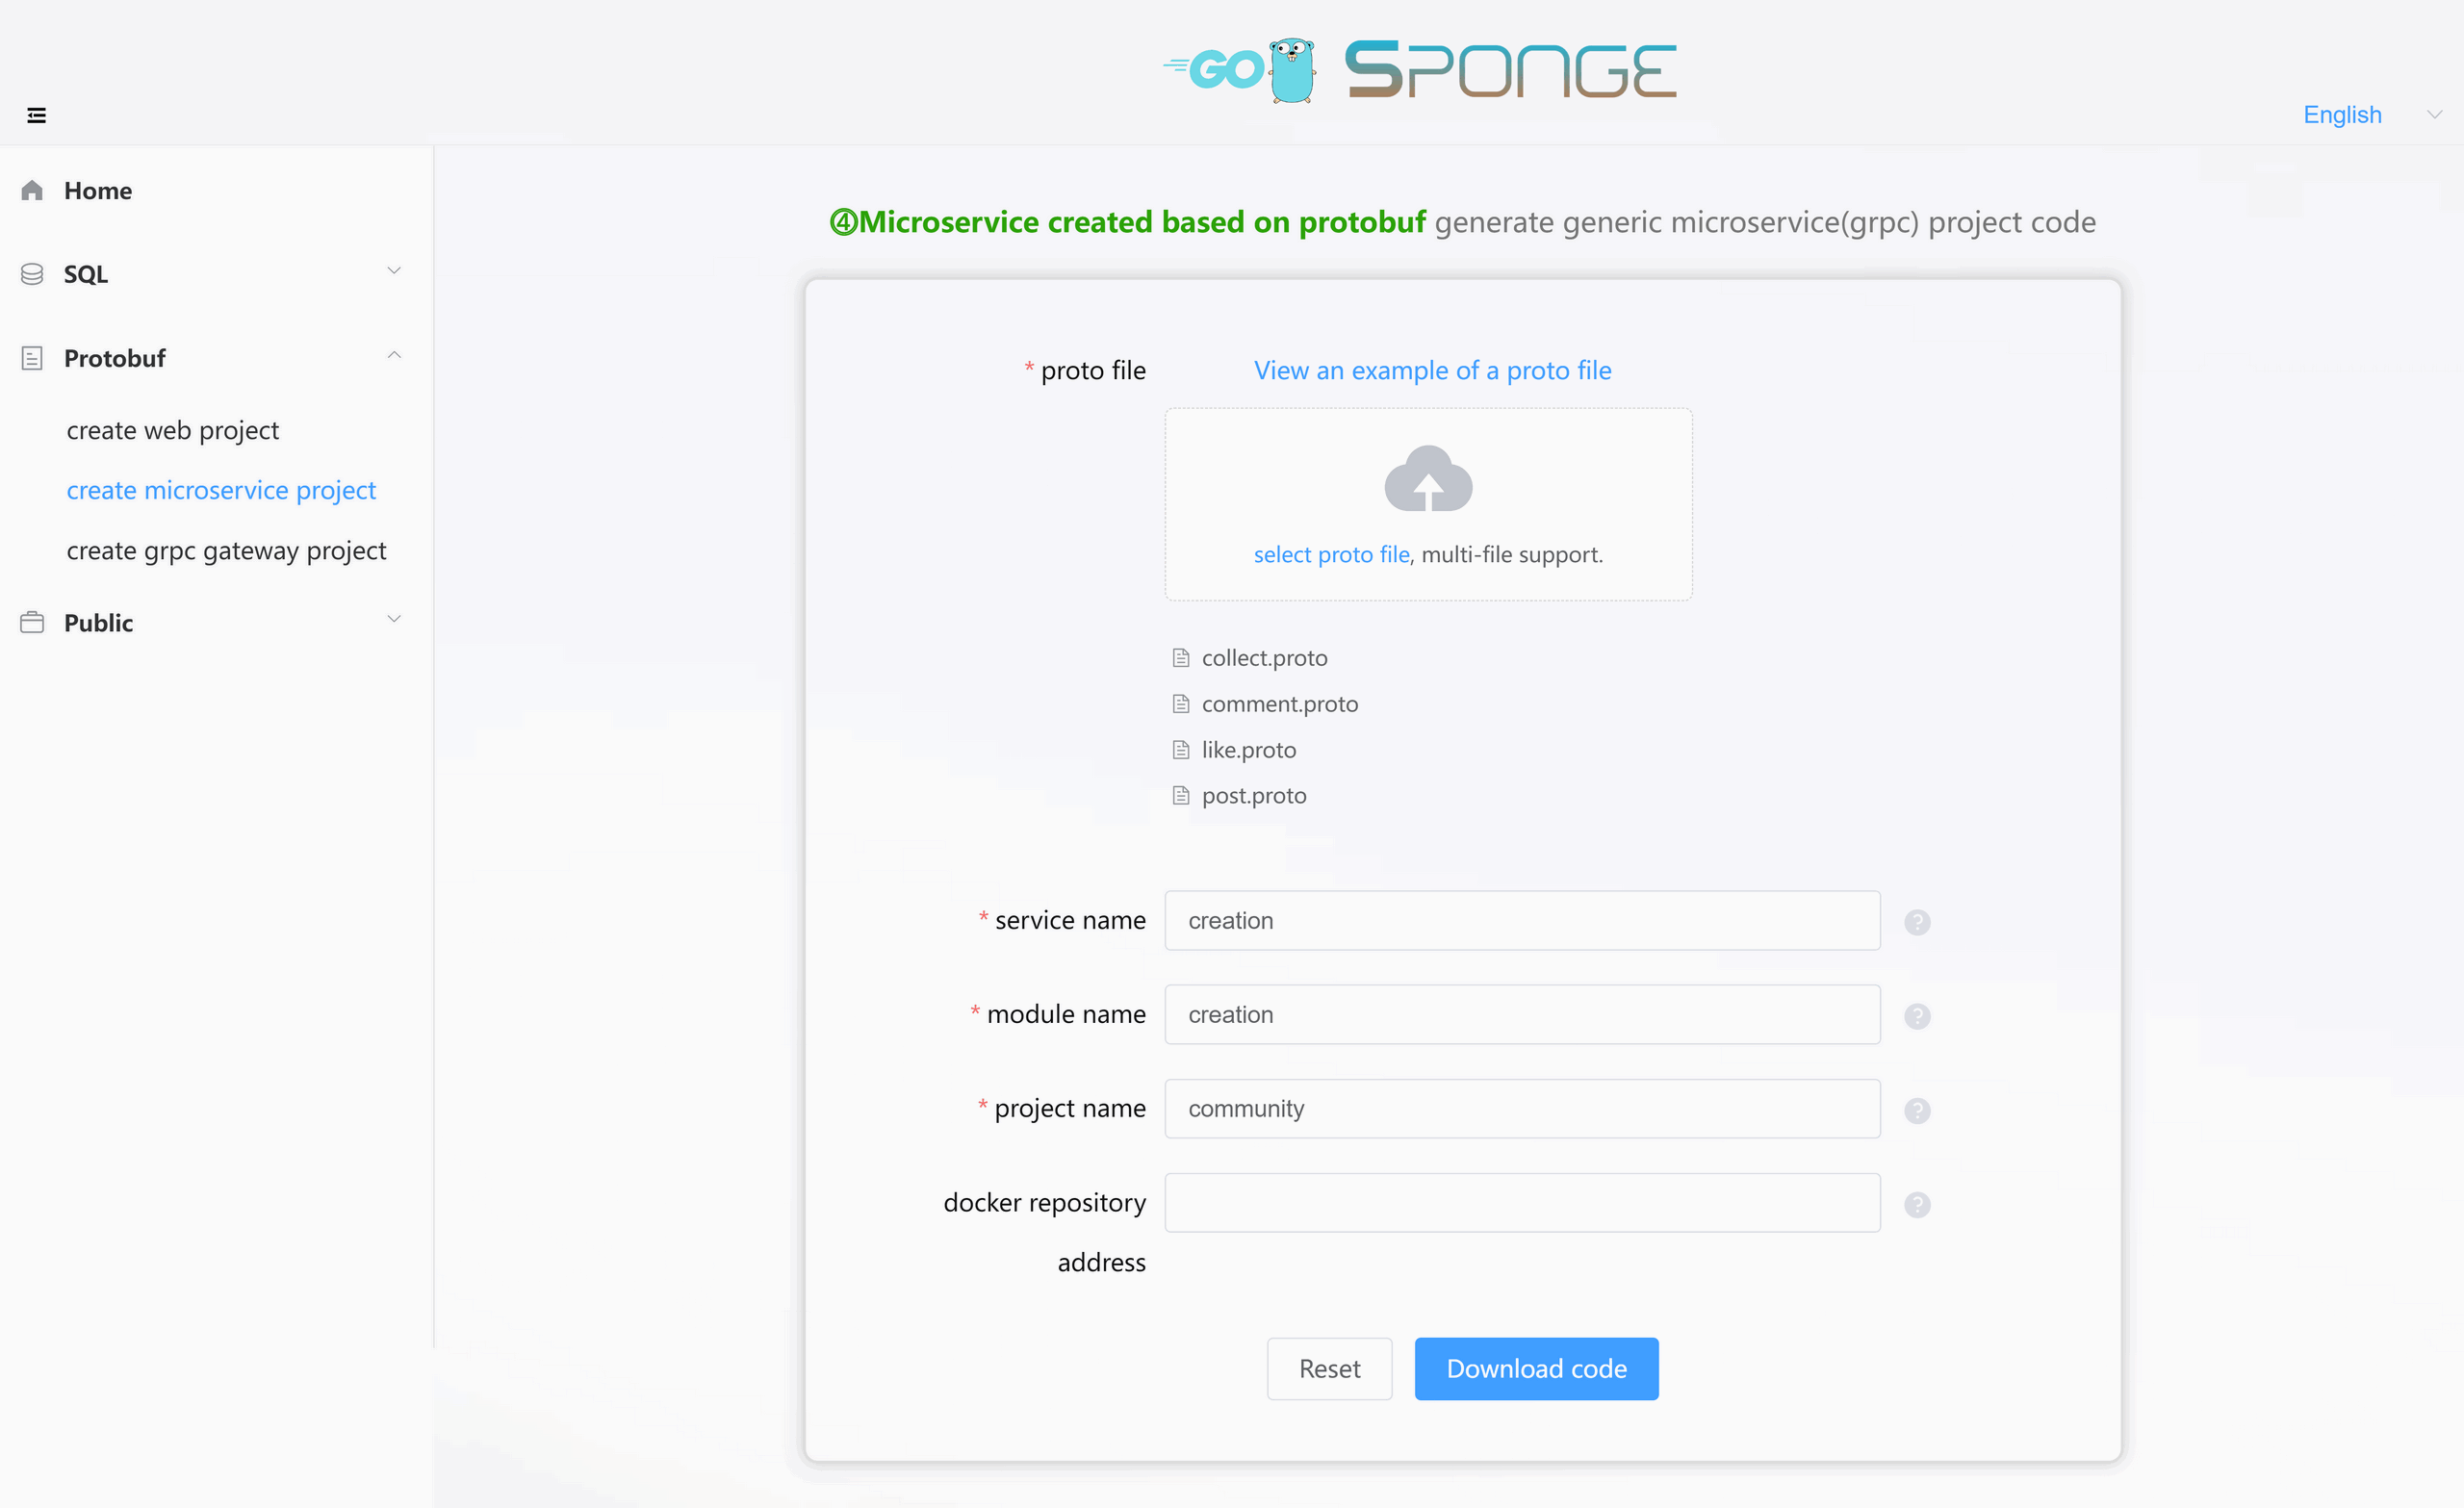 GO SPONGE
English
Home
SQL
Protobuf
create web project
create microservice project
create grpc gateway project
Public
④Microservice created based on protobuf generate generic microservice(grpc) project code
* proto file
View an example of a proto file
select proto file, multi-file support.
collect.proto
comment.proto
like.proto
post.proto
* service name
creation
?
* module name
creation
?
* project name
community
?
docker repository
address
?
Reset
Download code